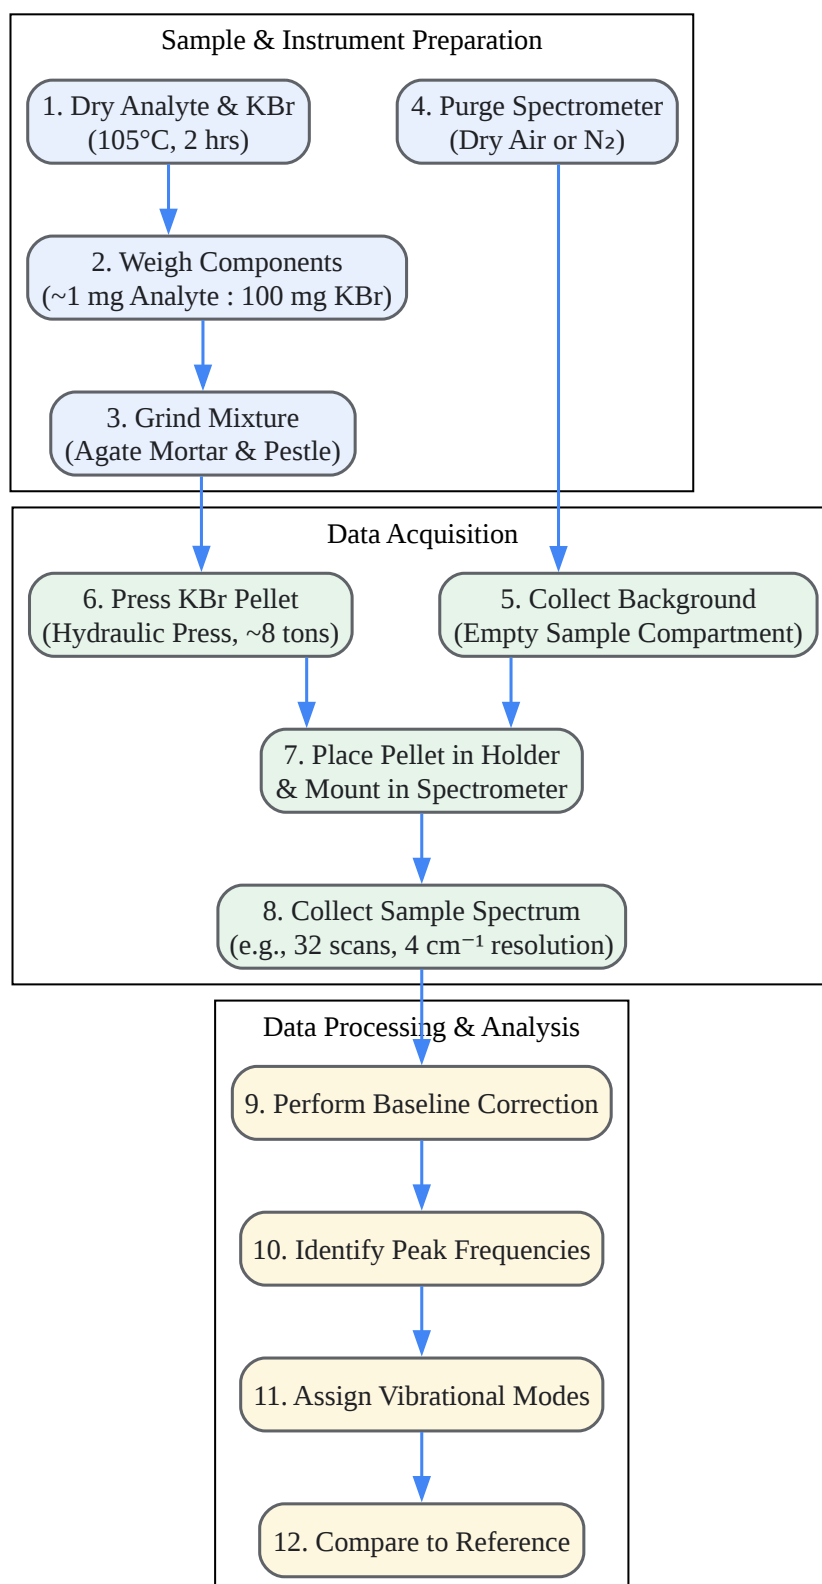 Sample & Instrument Preparation
1. Dry Analyte & KBr
(105°C, 2 hrs)
4. Purge Spectrometer
(Dry Air or N₂)
2. Weigh Components
(~1 mg Analyte : 100 mg KBr)
3. Grind Mixture
(Agate Mortar & Pestle)
Data Acquisition
6. Press KBr Pellet
(Hydraulic Press, ~8 tons)
5. Collect Background
(Empty Sample Compartment)
7. Place Pellet in Holder
& Mount in Spectrometer
8. Collect Sample Spectrum
(e.g., 32 scans, 4 cm⁻¹ resolution)
Data Processing & Analysis
9. Perform Baseline Correction
10. Identify Peak Frequencies
11. Assign Vibrational Modes
12. Compare to Reference